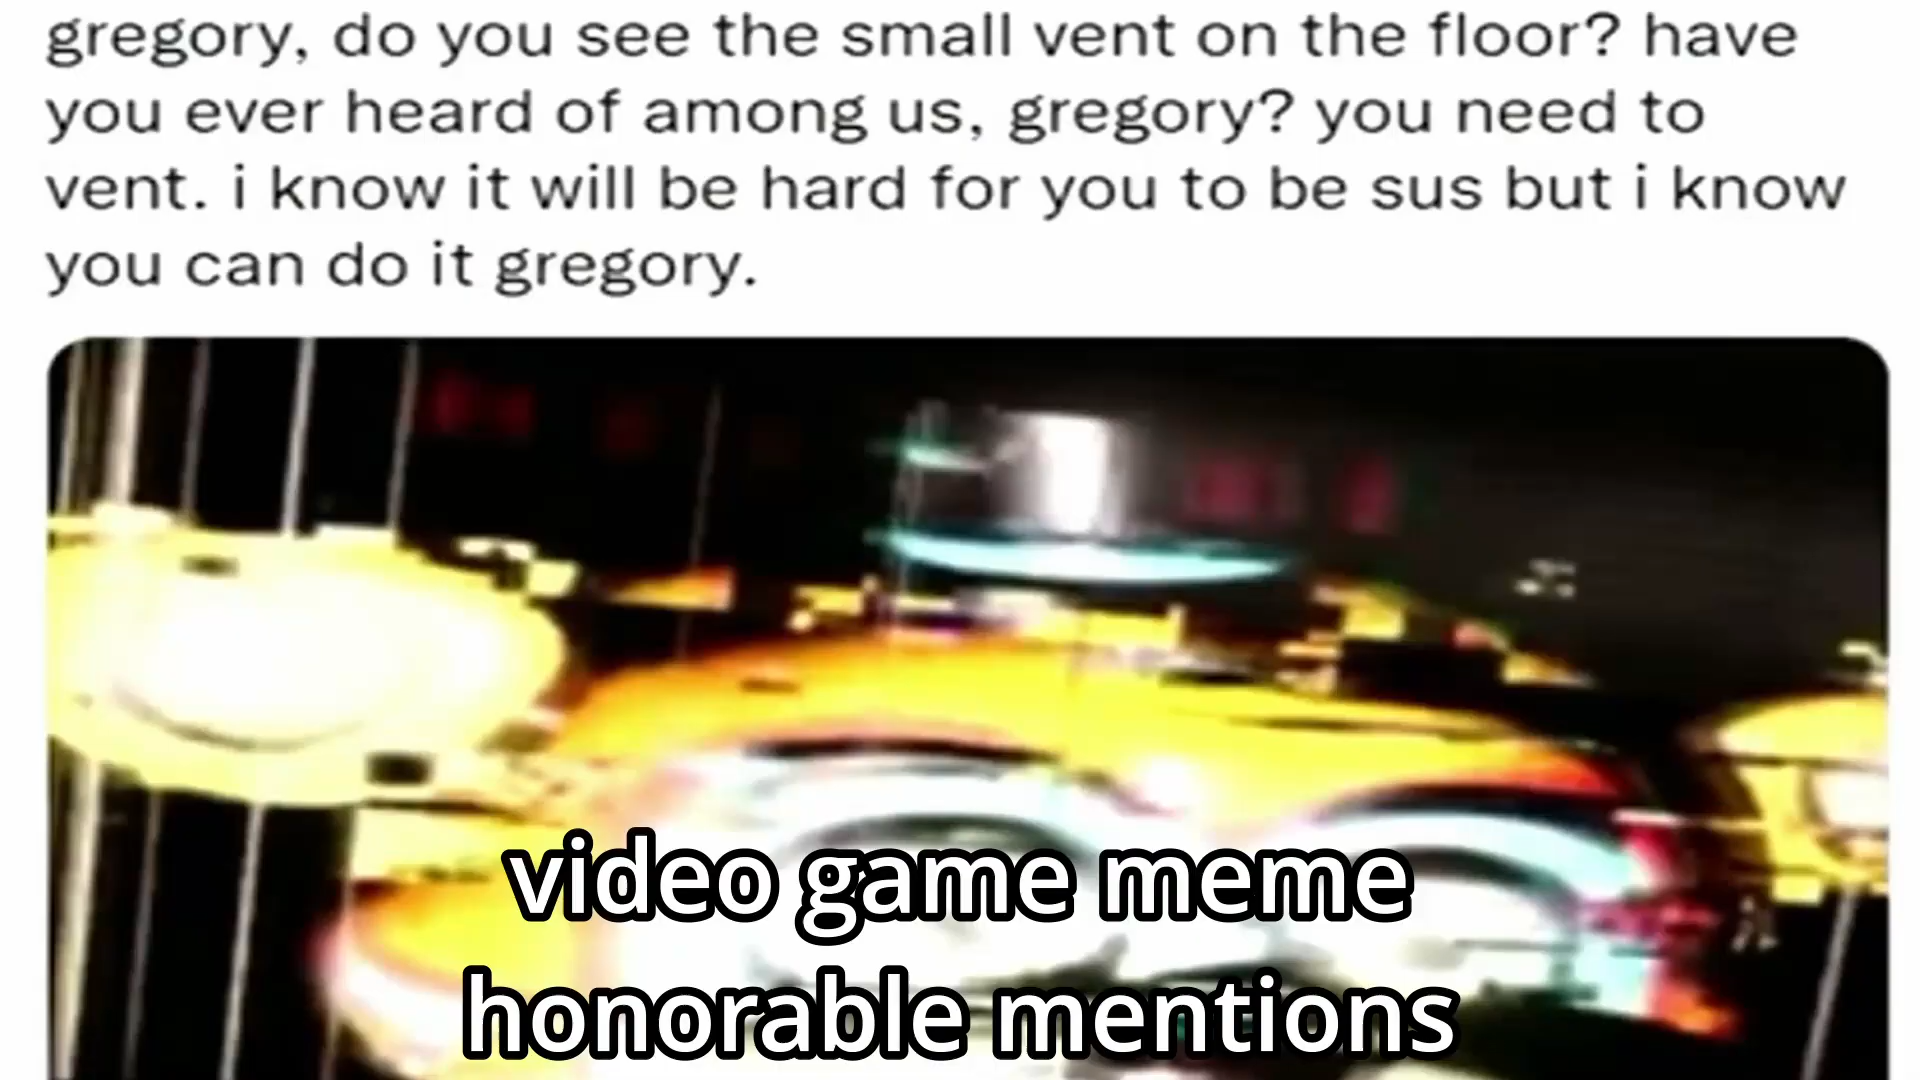 gregory, do you see the small vent on the floor? have
you ever heard of among us, gregory? you need to
vent. i know it will be hard for you to be sus but i know
you can do it gregory.
video game meme
honorable mentions